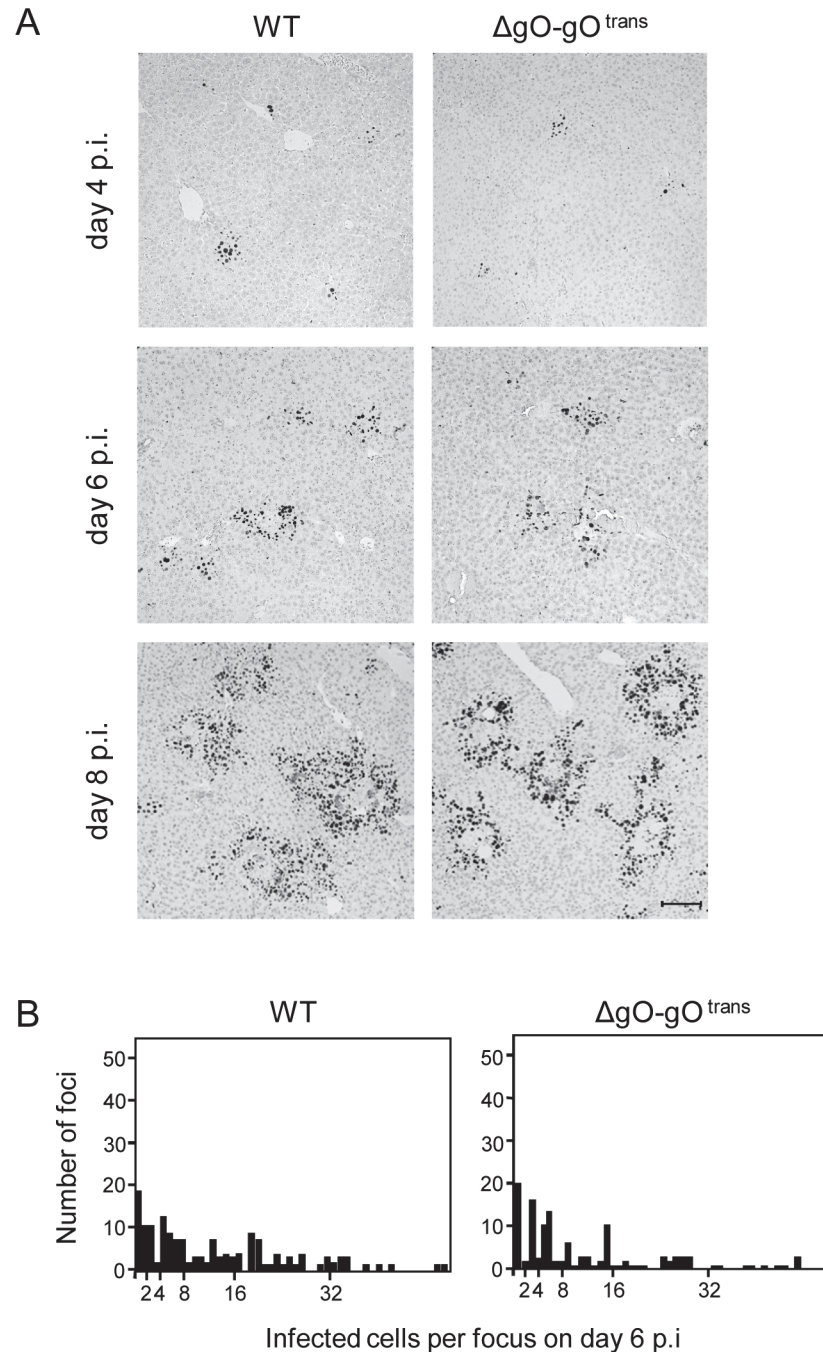 A
WT ΔgO-gO trans
day 4 p.i.
day 6 p.i.
day 8 p.i.
B
WT ΔgO-gO trans
Number of foci
50 50
40 40
30 30
20 20
10 10
0 0
2 4 8 16 32 2 4 8 16 32
Infected cells per focus on day 6 p.i